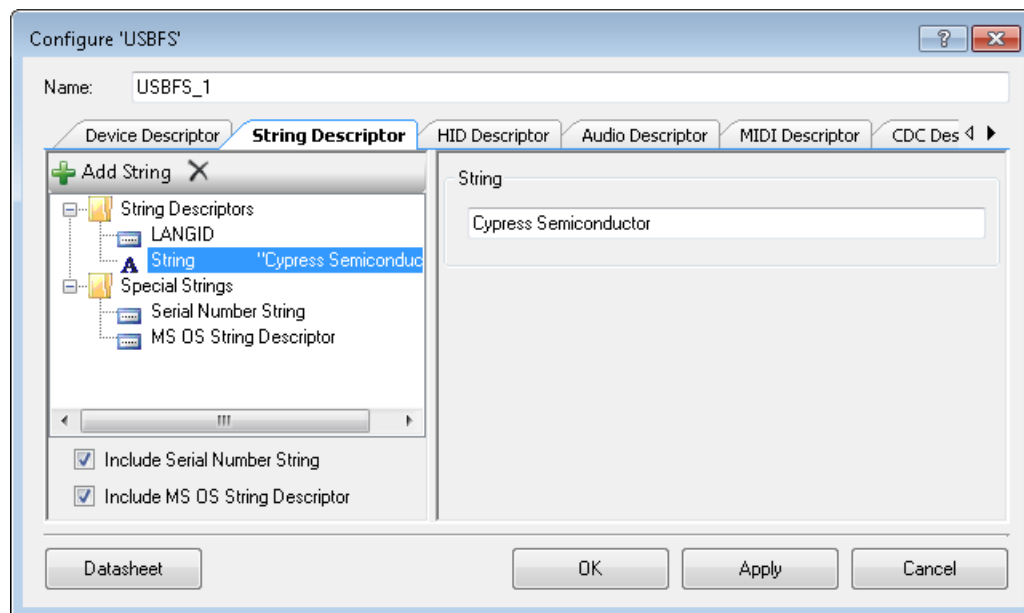 Configure 'USBFS'
Name: USBFS_1
Device Descriptor String Descriptor HID Descriptor Audio Descriptor MIDI Descriptor CDC Des
Add String
String Descriptors
LANGID
String "Cypress Semiconduc
Special Strings
Serial Number String
MS OS String Descriptor
Include Serial Number String
Include MS OS String Descriptor
String
Cypress Semiconductor
Datasheet OK Apply Cancel